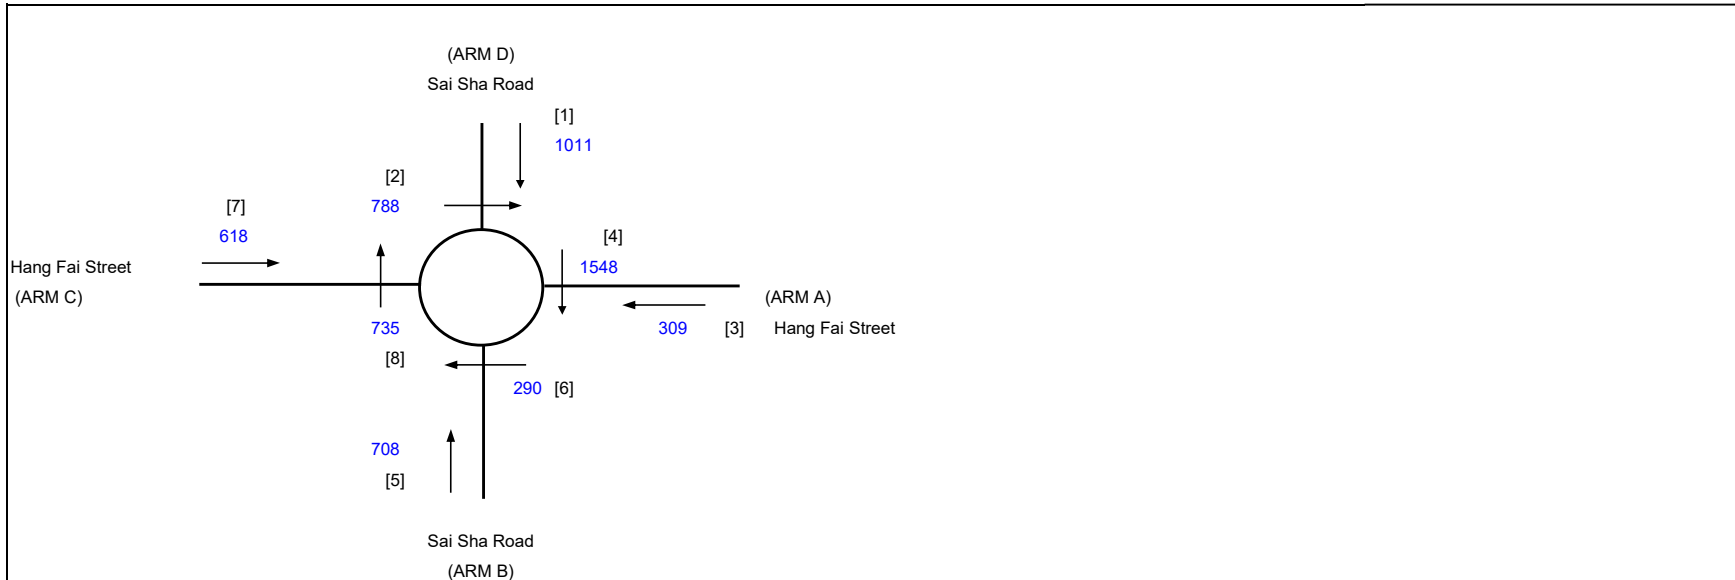 (ARM D)
Sai Sha Road
[1]
1011
[2]
788
[7]
618
[4]
1548
Hang Fai Street
(ARM C)
(ARM A)
735
309 [3] Hang Fai Street
[8]
290 [6]
708
[5]
Sai Sha Road
(ARM B)